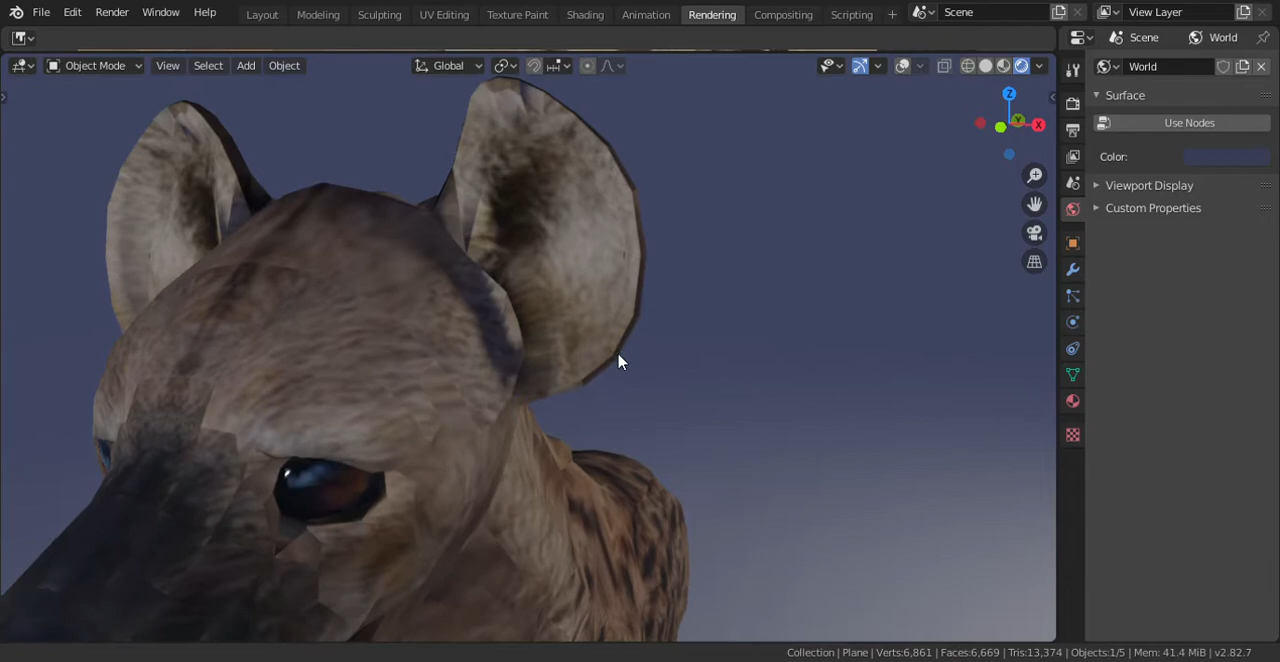 File Edit Render Window Help Layout Modeling Sculpting UV Editing Texture Paint Shading Animation Rendering Compositing Scripting + Scene View Layer
Scene World
Object Mode View Select Add Object Global World
Z
Y
X
Surface
Use Nodes
Color:
Viewport Display
Custom Properties
Collection | Plane | Verts:6,861 | Faces:6,669 | Tris:13,374 | Objects:1/5 | Mem: 41.4 MiB | v2.82.7